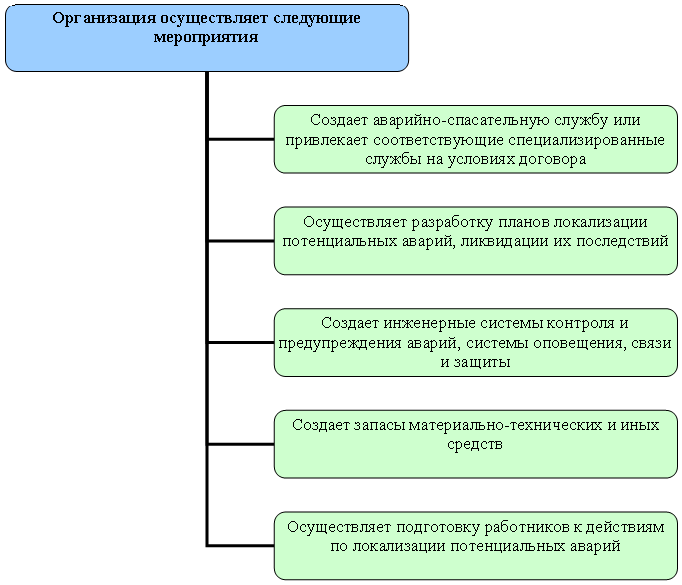 Организация осуществляет следующие
мероприятия
Создает аварийно-спасательную службу или
привлекает соответствующие специализированные
службы на условиях договора
Осуществляет разработку планов локализации
потенциальных аварий, ликвидации их последствий
Создает инженерные системы контроля и
предупреждения аварий, системы оповещения, связи
и защиты
Создает запасы материально-технических и иных
средств
Осуществляет подготовку работников к действиям
по локализации потенциальных аварий